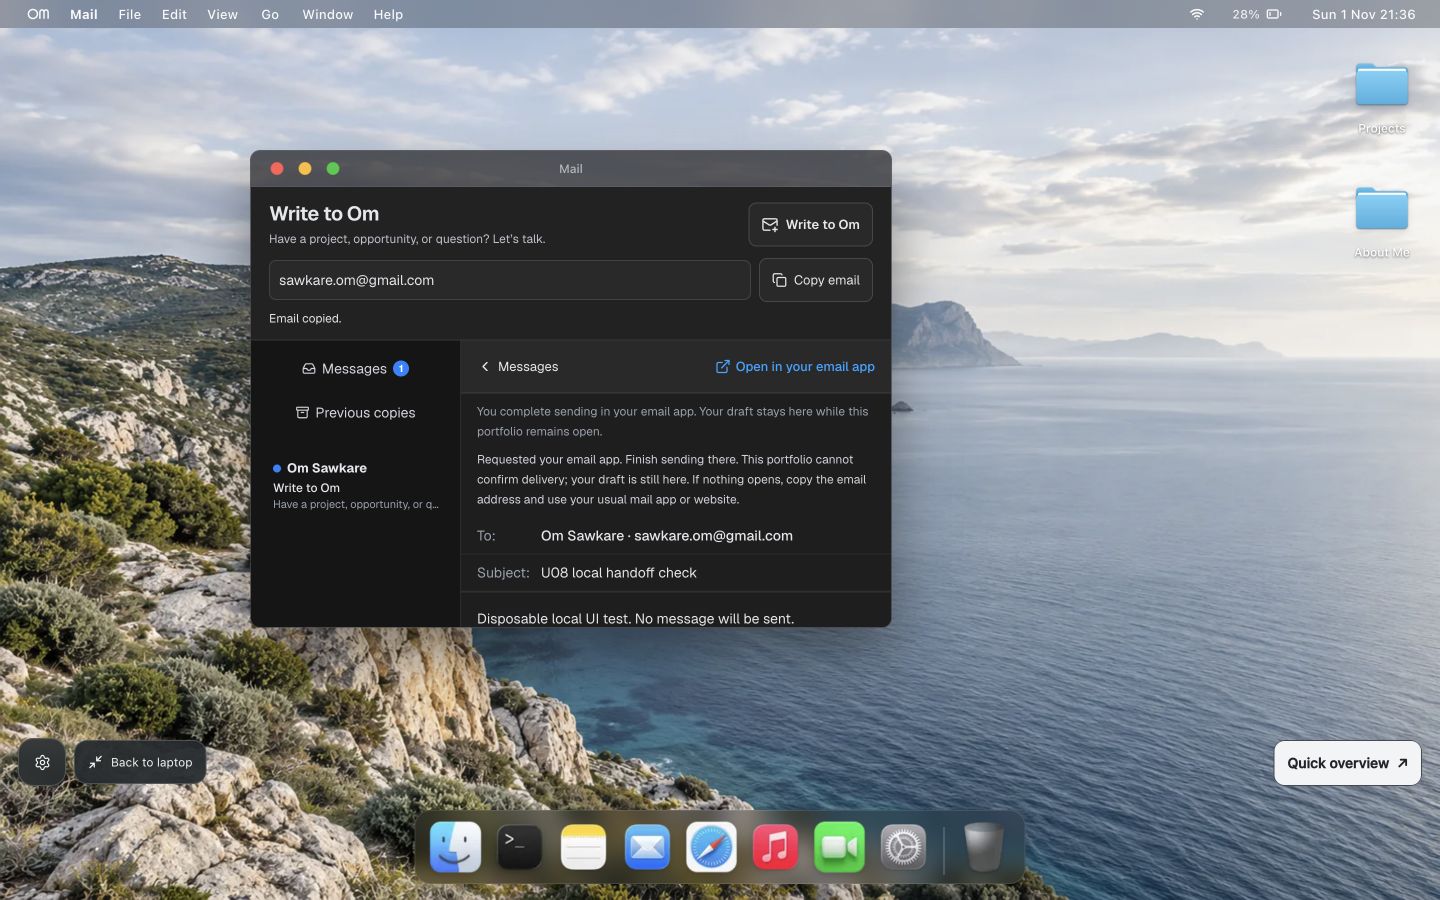 OM Mail File Edit View Go Window Help 28% Sun 1 Nov 21:36
Projects
About Me
Mail
Write to Om
Have a project, opportunity, or question? Let's talk.
Write to Om
sawkare.om@gmail.com
Copy email
Email copied.
Messages 1
Previous copies
Om Sawkare
Write to Om
Have a project, opportunity, or q...
Messages
Open in your email app
You complete sending in your email app. Your draft stays here while this
portfolio remains open.
Requested your email app. Finish sending there. This portfolio cannot
confirm delivery; your draft is still here. If nothing opens, copy the email
address and use your usual mail app or website.
To: Om Sawkare · sawkare.om@gmail.com
Subject: U08 local handoff check
Disposable local UI test. No message will be sent.
Back to laptop
Quick overview
>_